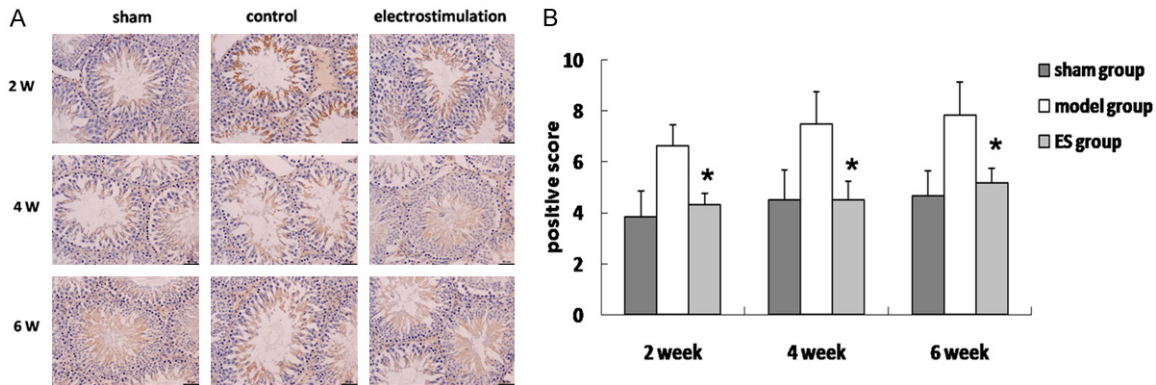 A
sham control electrostimulation
2 W
4 W
6 W
B
positive score
10
8
6
4
2
0
*
*
*
2 week 4 week 6 week
sham group
model group
ES group